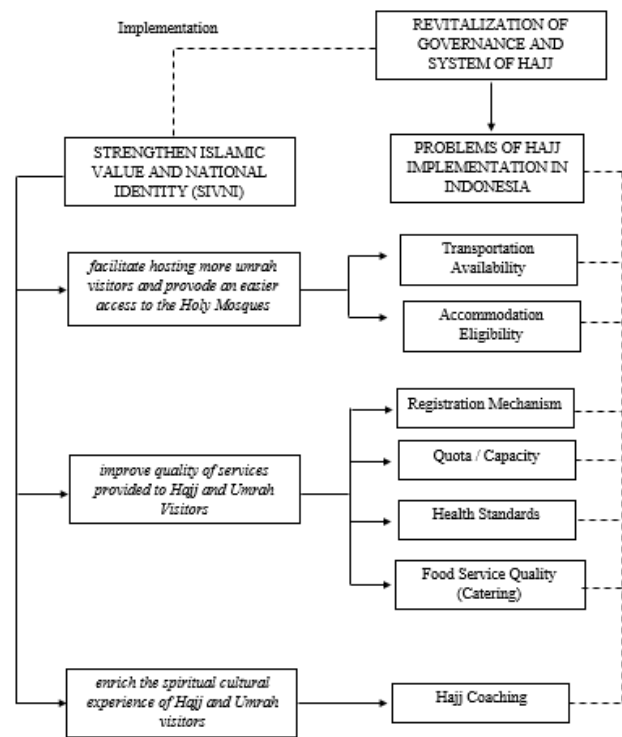 Implementation
REVITALIZATION OF
GOVERNANCE AND
SYSTEM OF HAJJ
STRENGTHEN ISLAMIC
VALUE AND NATIONAL
IDENTITY (SIVNI)
PROBLEMS OF HAJJ
IMPLEMENTATION IN
INDONESIA
facilitate hosting more umrah
visitors and provode an easier
access to the Holy Mosques
Transportation
Availability
Accommodation
Eligibility
improve quality of services
provided to Hajj and Umrah
Visitors
Registration Mechanism
Quota / Capacity
Health Standards
Food Service Quality
(Catering)
enrich the spiritual cultural
experience of Hajj and Umrah
visitors
Hajj Coaching